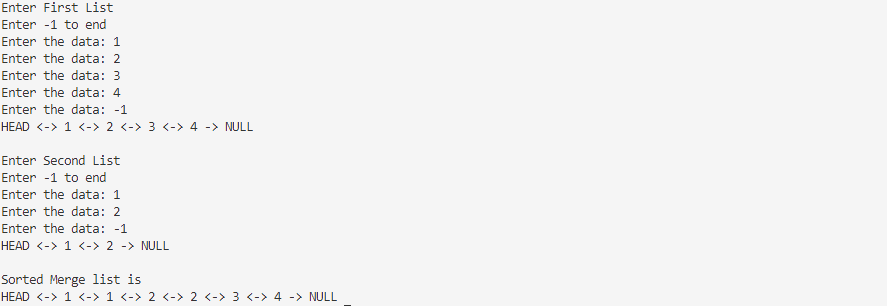 Enter First List
Enter -1 to end
Enter the data: 1
Enter the data: 2
Enter the data: 3
Enter the data: 4
Enter the data: -1
HEAD <-> 1 <-> 2 <-> 3 <-> 4 -> NULL

Enter Second List
Enter -1 to end
Enter the data: 1
Enter the data: 2
Enter the data: -1
HEAD <-> 1 <-> 2 -> NULL

Sorted Merge list is
HEAD <-> 1 <-> 1 <-> 2 <-> 2 <-> 3 <-> 4 -> NULL _